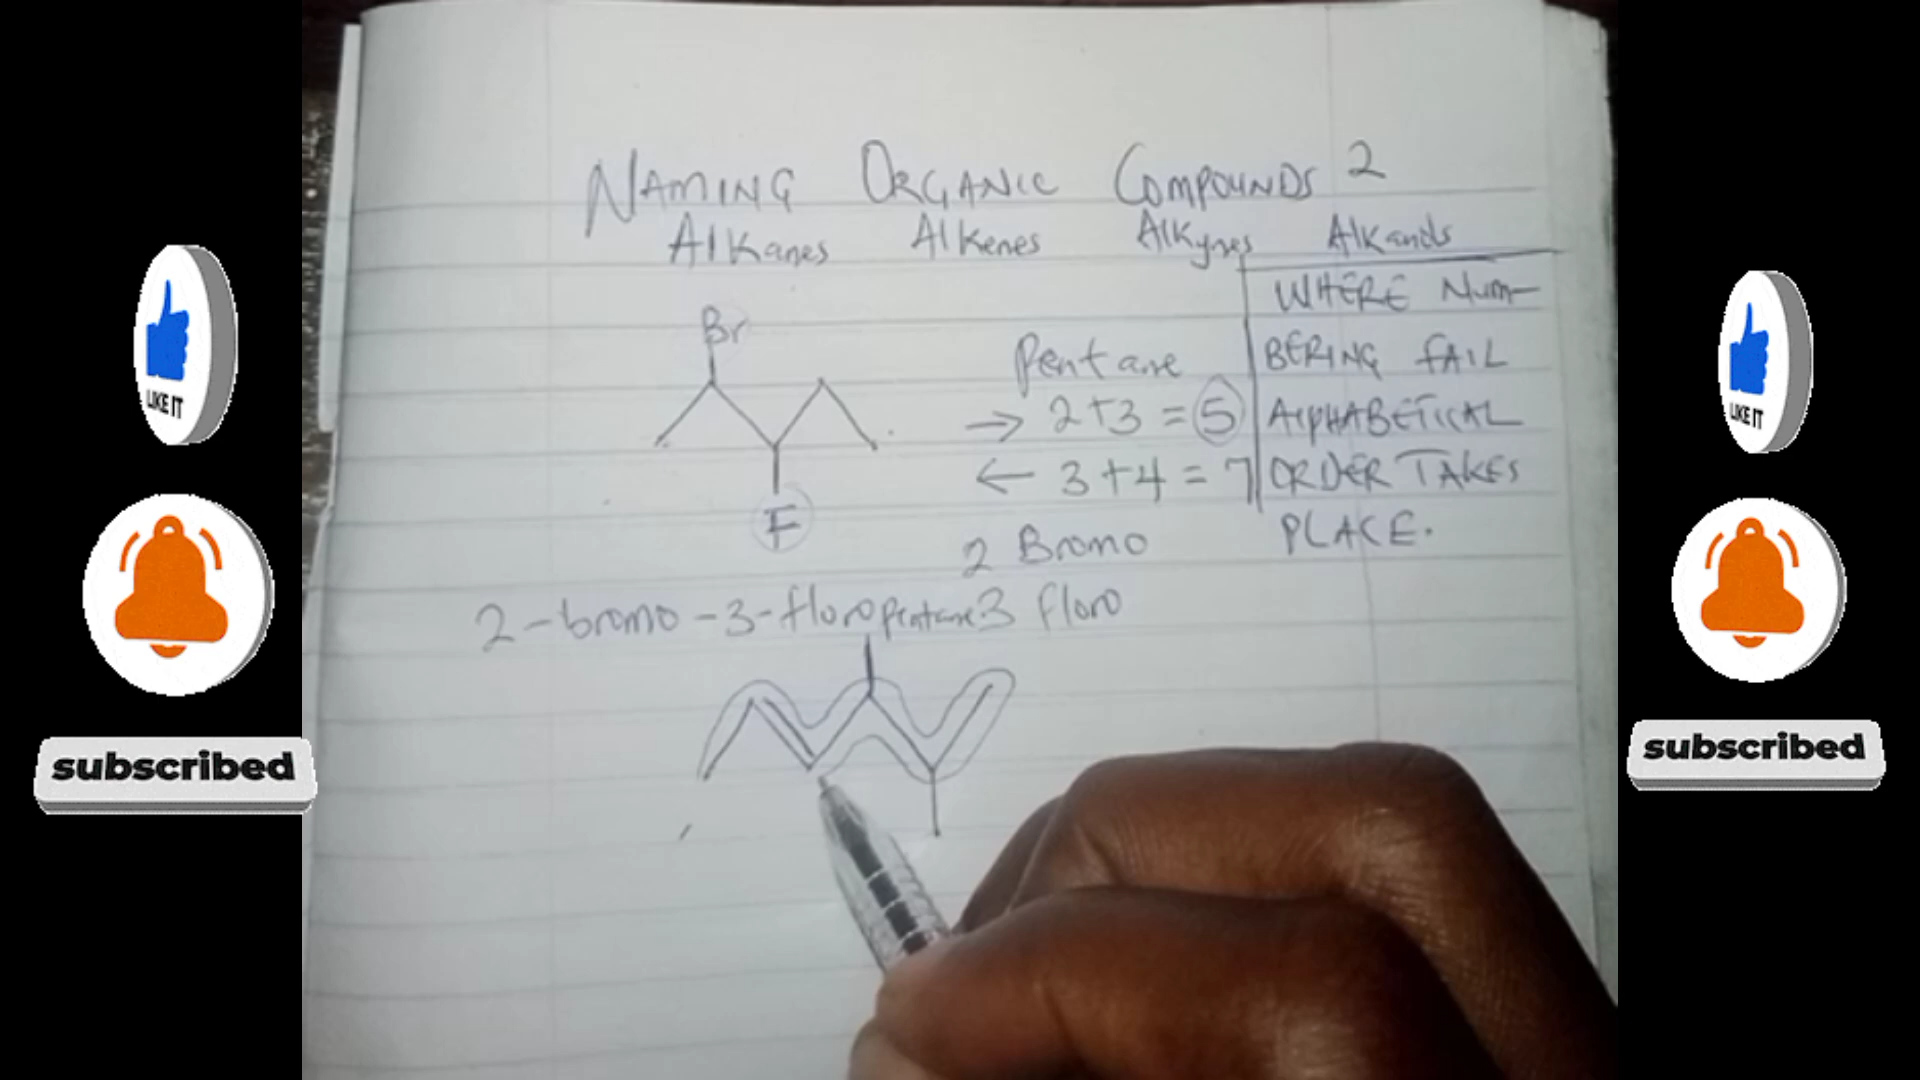 NAMING ORGANIC COMPOUNDS 2
Alkanes Alkenes Alkynes Alkanols
WHERE NUM-
BERING FAIL
ALPHABETICAL
ORDER TAKES
PLACE.
Br
F
Pentane
→ 2+3 = 5
← 3+4 = 7
2 Bromo
3 floro
2-bromo-3-floropentane
LIKE IT
subscribed
LIKE IT
subscribed